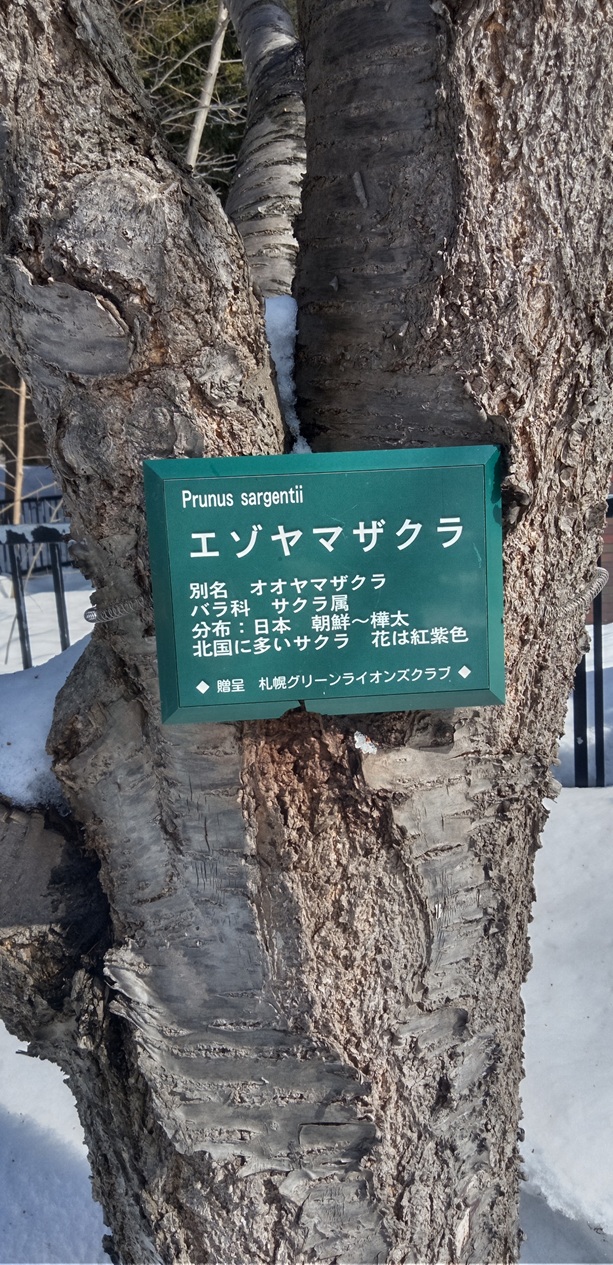 Prunus sargentii
エゾヤマザクラ
別名　オオヤマザクラ
バラ科　サクラ属
分布：日本　朝鮮〜樺太
北国に多いサクラ　花は紅紫色
◆ 贈呈　札幌グリーンライオンズクラブ ◆